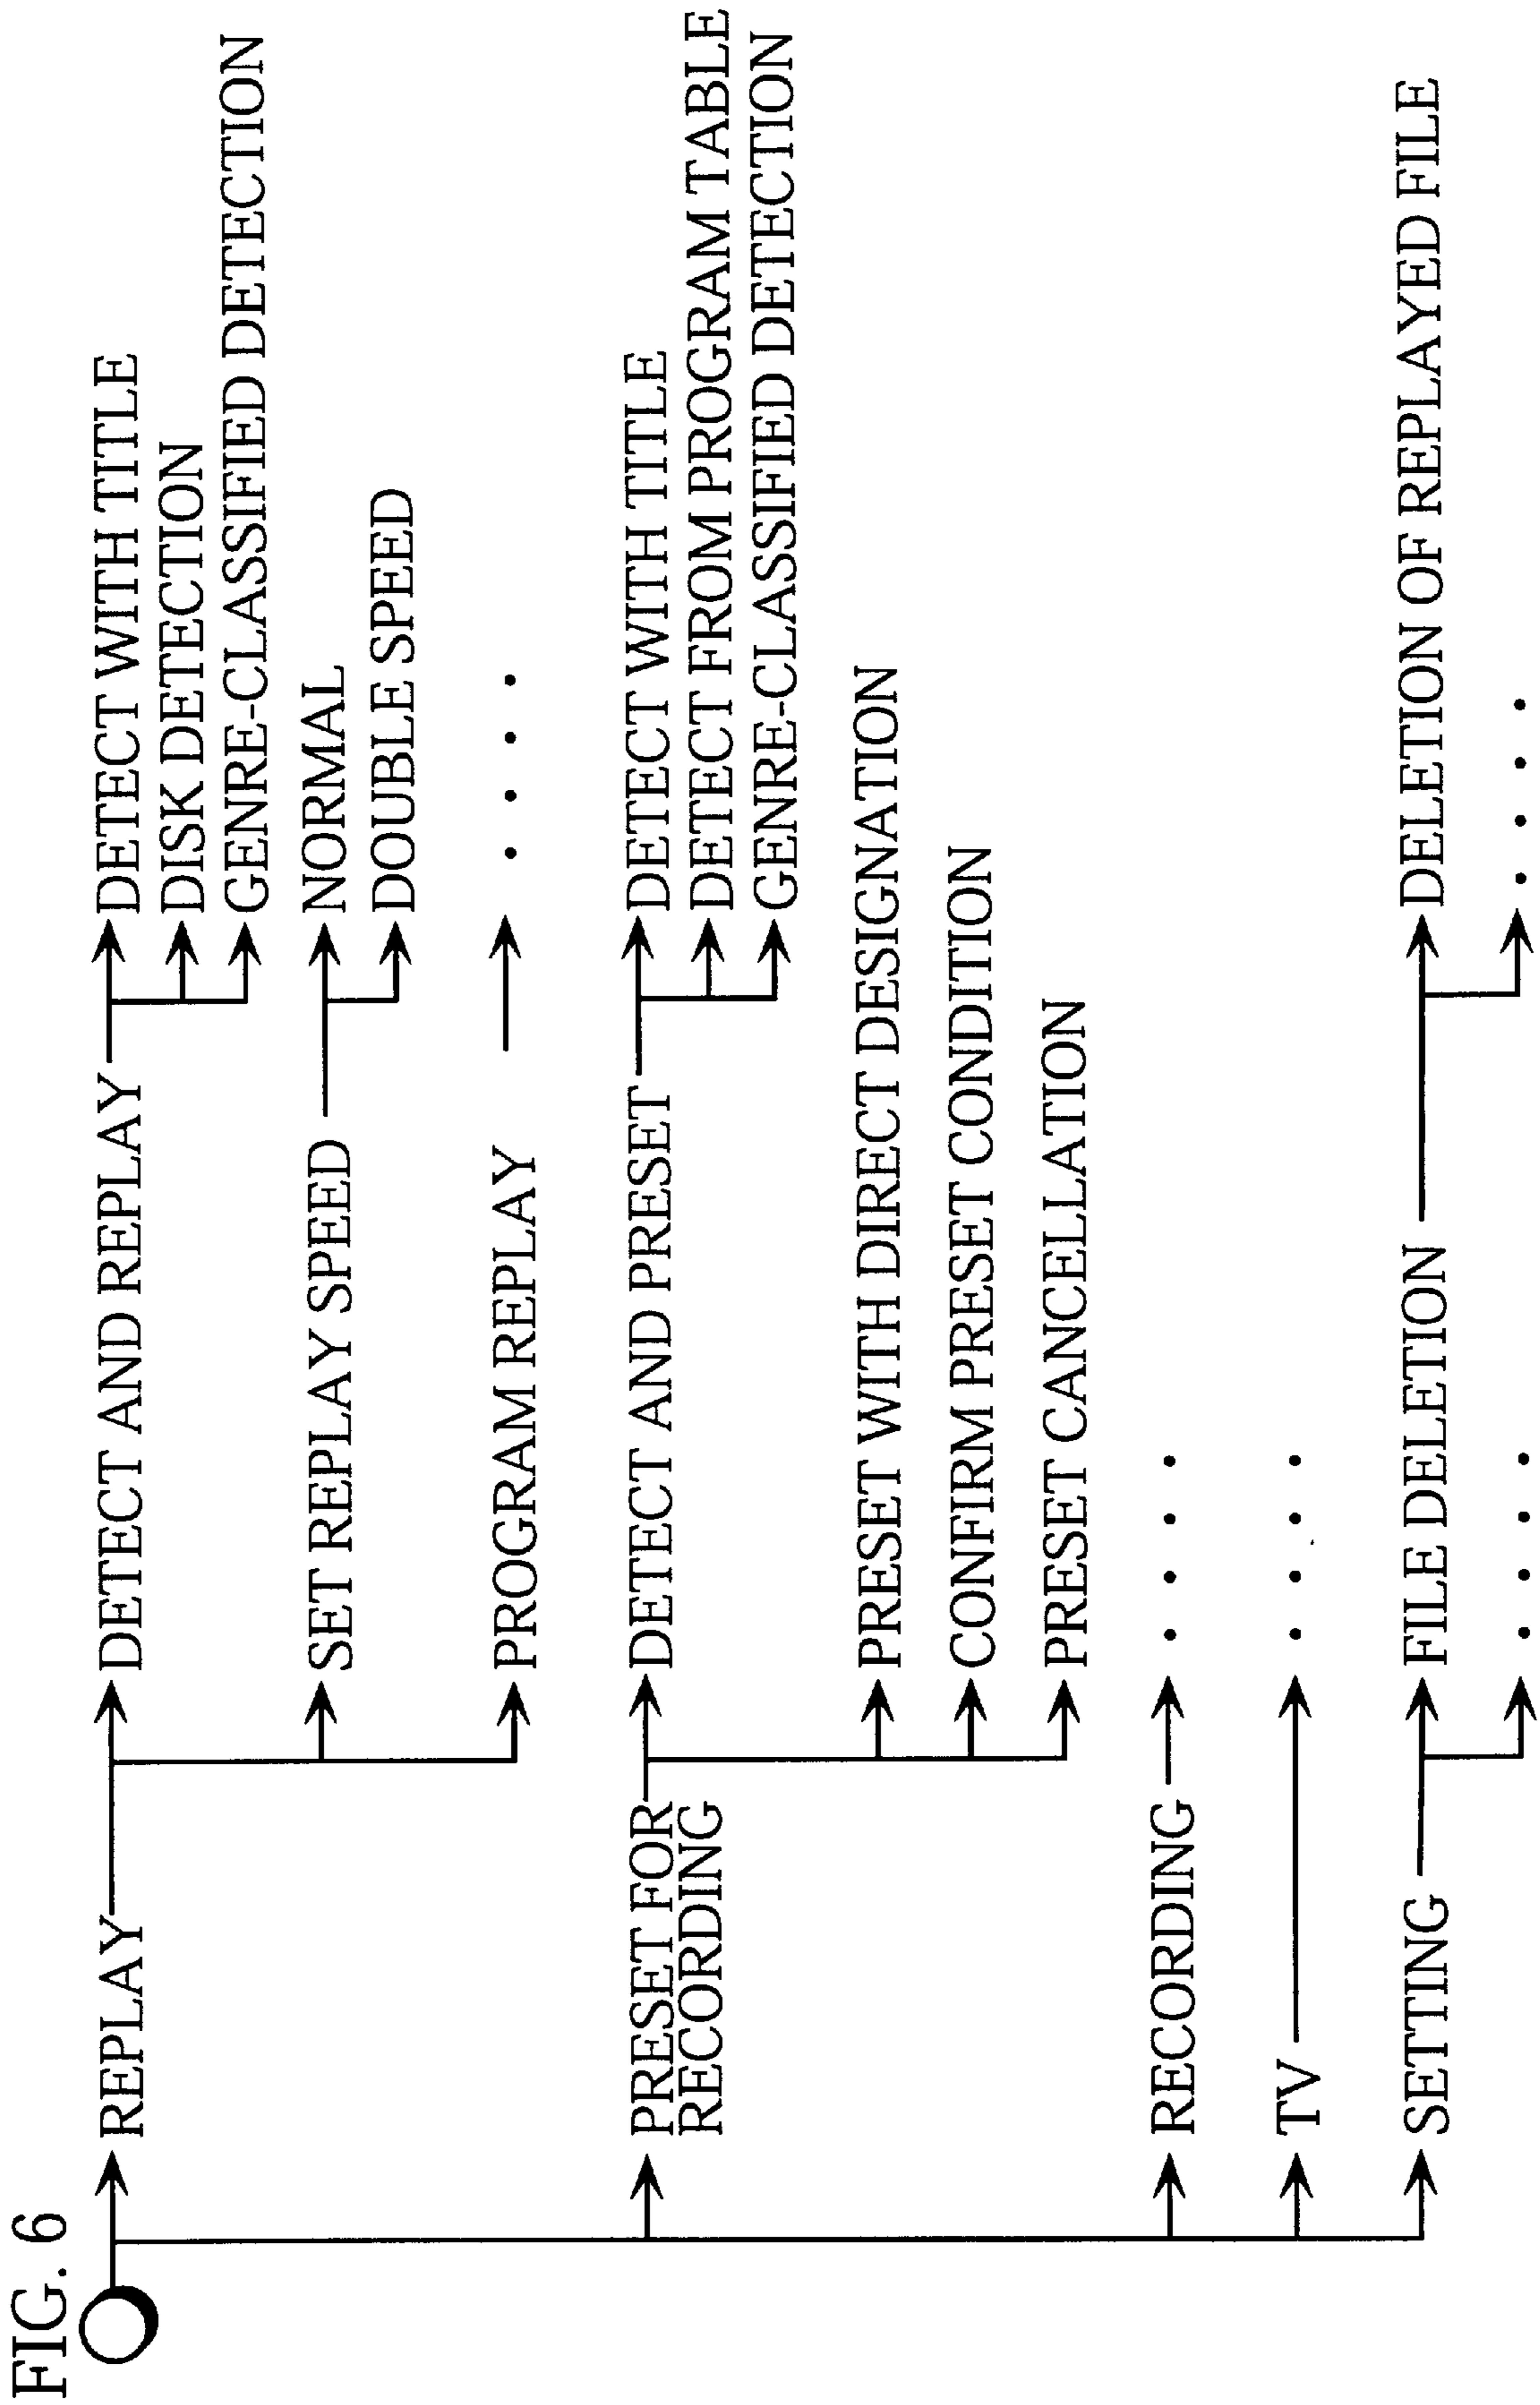 FIG. 6
REPLAY
DETECT AND REPLAY
DETECT WITH TITLE
DISK DETECTION
GENRE-CLASSIFIED DETECTION
SET REPLAY SPEED
NORMAL
DOUBLE SPEED
PROGRAM REPLAY
. . . .
PRESET FOR
RECORDING
DETECT AND PRESET
DETECT WITH TITLE
DETECT FROM PROGRAM TABLE
GENRE-CLASSIFIED DETECTION
PRESET WITH DIRECT DESIGNATION
CONFIRM PRESET CONDITION
PRESET CANCELLATION
RECORDING
. . . .
TV
. . . .
SETTING
FILE DELETION
DELETION OF REPLAYED FILE
. . . .
. . . .